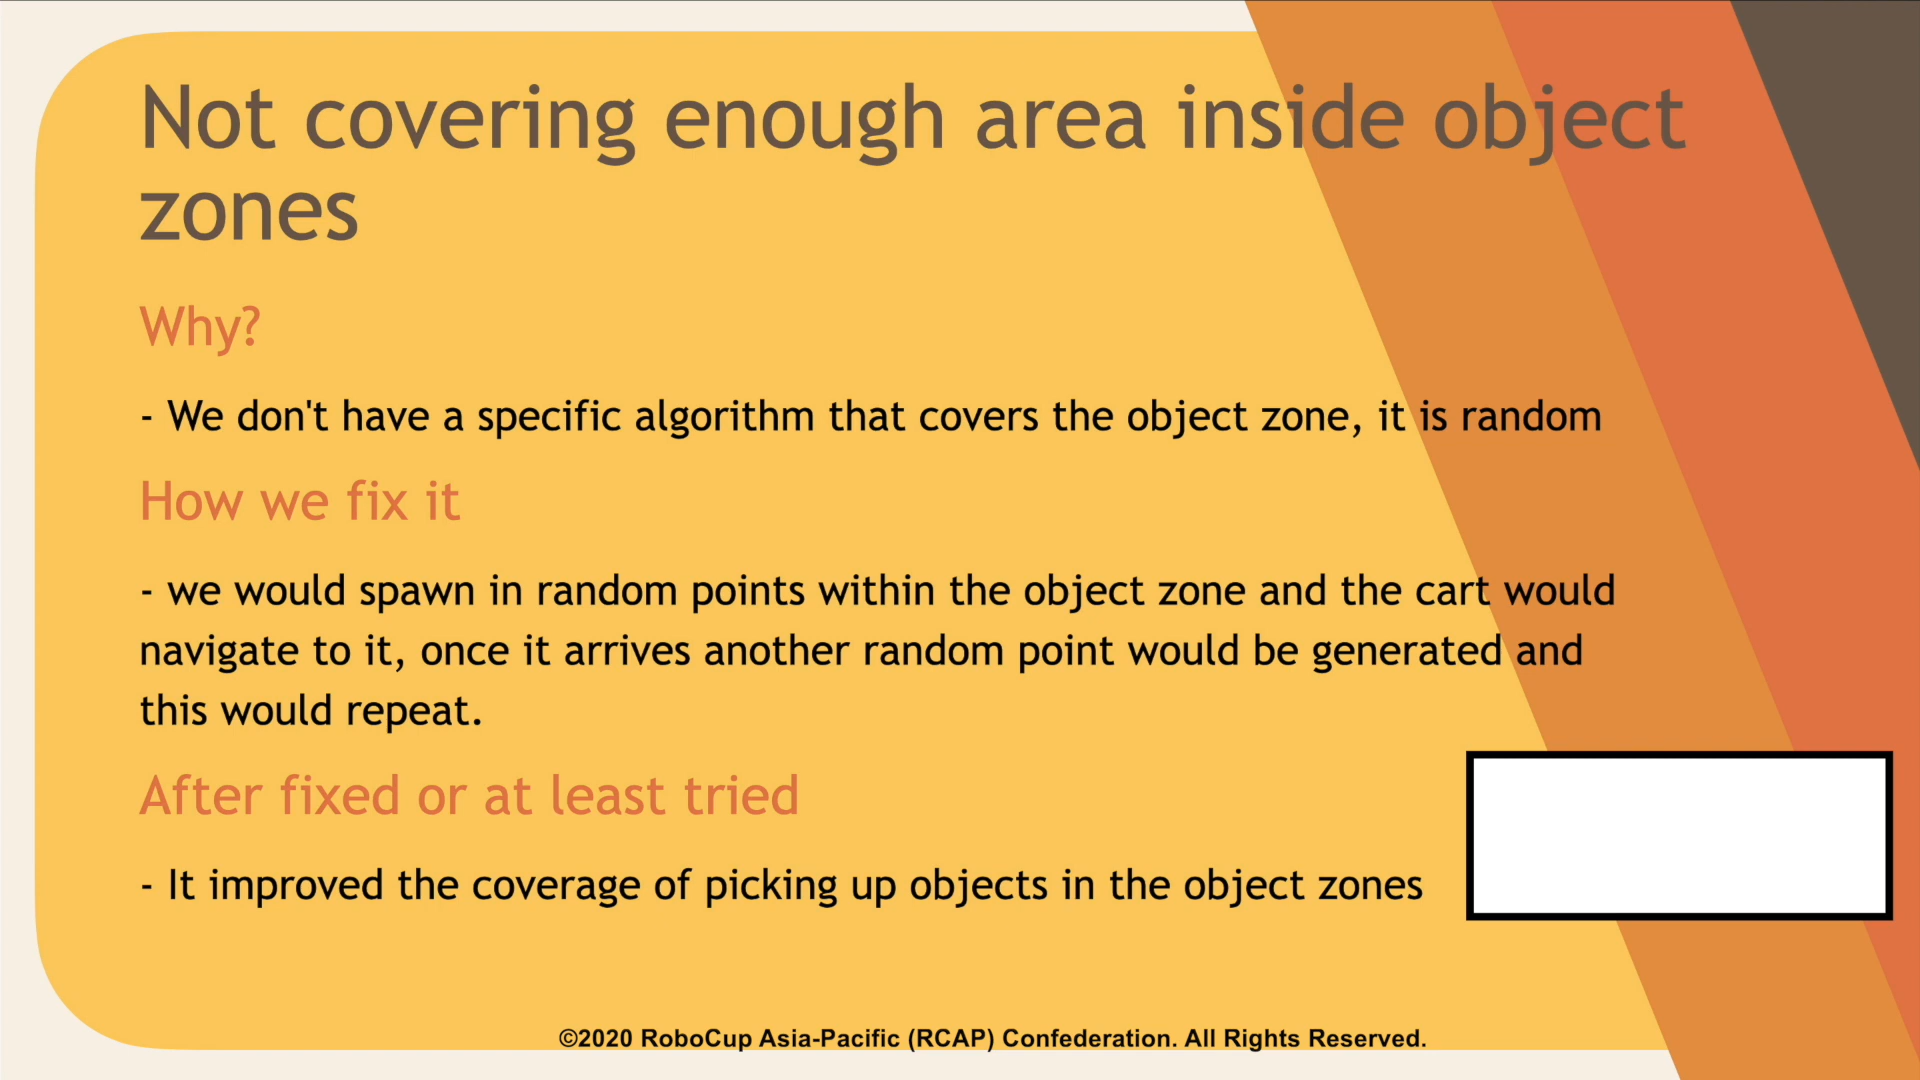 Not covering enough area inside object
zones
Why?
- We don't have a specific algorithm that covers the object zone, it is random
How we fix it
- we would spawn in random points within the object zone and the cart would
navigate to it, once it arrives another random point would be generated and
this would repeat.
After fixed or at least tried
- It improved the coverage of picking up objects in the object zones
©2020 RoboCup Asia-Pacific (RCAP) Confederation. All Rights Reserved.